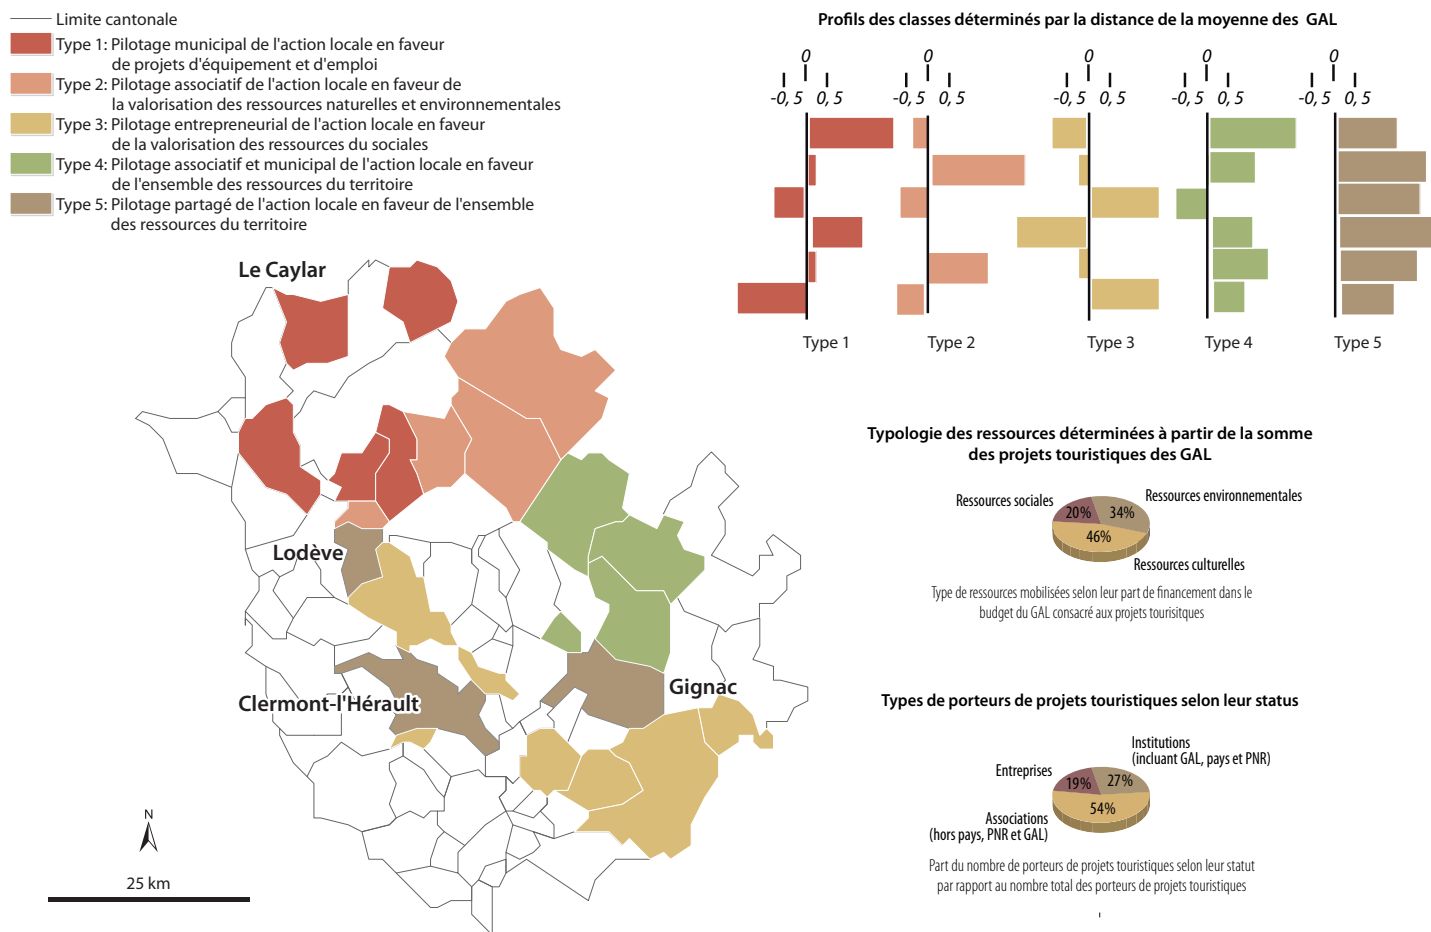 Limite cantonale
Type 1: Pilotage municipal de l'action locale en faveur
de projets d'équipement et d'emploi
Type 2: Pilotage associatif de l'action locale en faveur de
la valorisation des ressources naturelles et environnementales
Type 3: Pilotage entrepreneurial de l'action locale en faveur
de la valorisation des ressources du sociales
Type 4: Pilotage associatif et municipal de l'action locale en faveur
de l'ensemble des ressources du territoire
Type 5: Pilotage partagé de l'action locale en faveur de l'ensemble
des ressources du territoire
Le Caylar
Lodève
Clermont-l'Hérault
Gignac
N
25 km
Profils des classes déterminés par la distance de la moyenne des GAL
0 0 0 0 0
-0, 5 0, 5 -0, 5 0, 5 -0, 5 0, 5 -0, 5 0, 5 -0, 5 0, 5
Type 1 Type 2 Type 3 Type 4 Type 5
Typologie des ressources déterminées à partir de la somme
des projets touristiques des GAL
Ressources sociales
Ressources environnementales
20% 34%
46%
Ressources culturelles
Type de ressources mobilisées selon leur part de financement dans le
budget du GAL consacré aux projets tourisitques
Types de porteurs de projets touristiques selon leur status
Institutions
(incluant GAL, pays et PNR)
Entreprises
19% 27%
54%
Associations
(hors pays, PNR et GAL)
Part du nombre de porteurs de projets touristiques selon leur statut
par rapport au nombre total des porteurs de projets touristiques